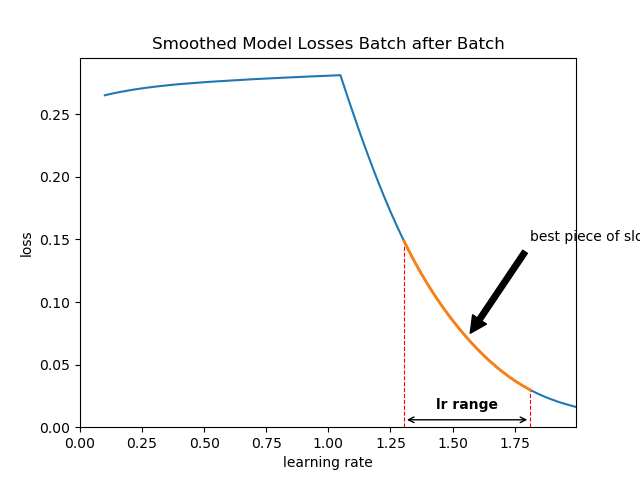 Smoothed Model Losses Batch after Batch
0.25
0.20
0.15
0.10
0.05
0.00
loss
best piece of slo
lr range
0.00 0.25 0.50 0.75 1.00 1.25 1.50 1.75
learning rate